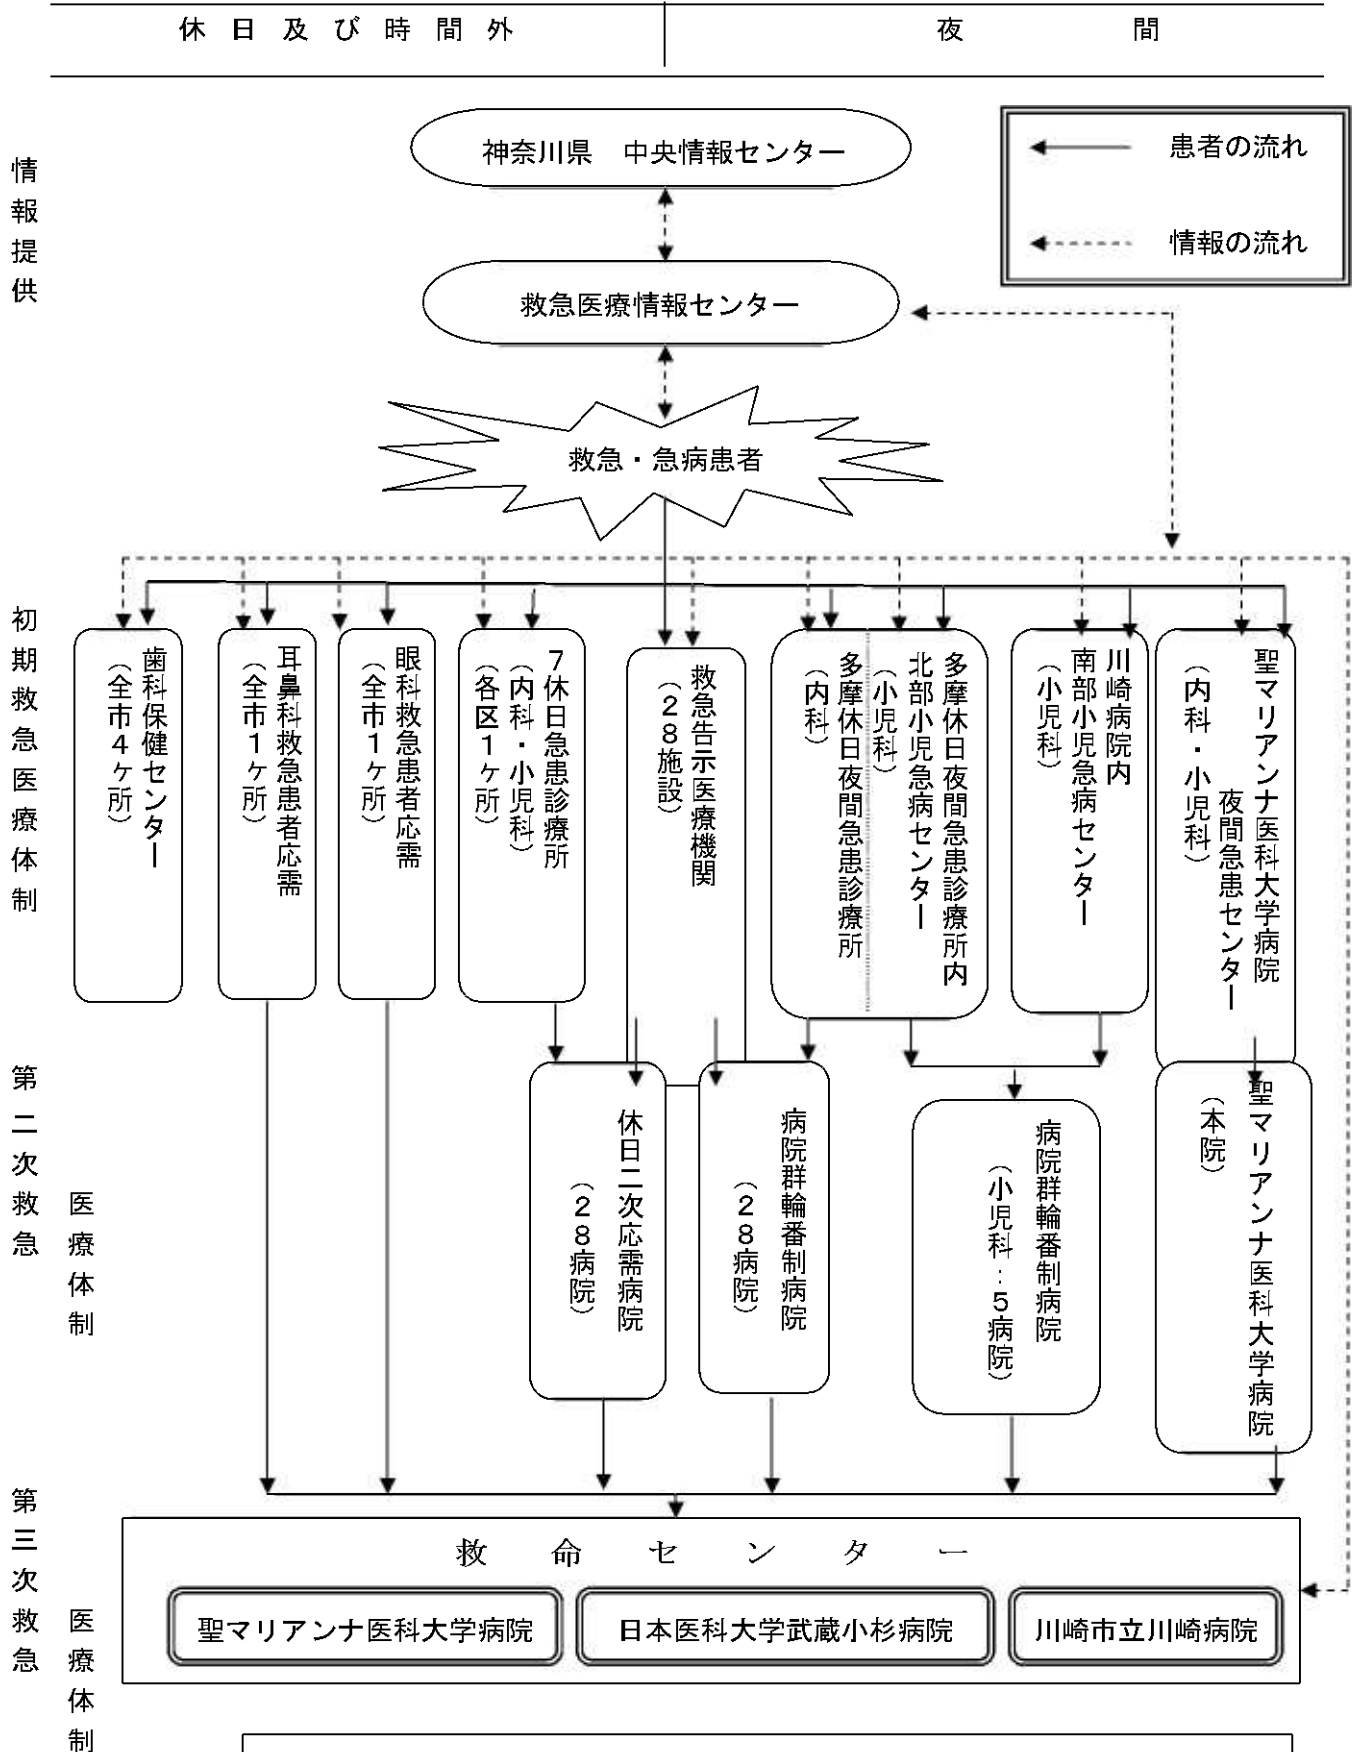 休日及び時間外
夜間
情報提供
神奈川県　中央情報センター
患者の流れ
情報の流れ
救急医療情報センター
救急・急病患者
初期救急医療体制
歯科保健センター
（全市４ヶ所）
耳鼻科救急患者応需
（全市１ヶ所）
眼科救急患者応需
（全市１ヶ所）
７休日急患診療所
（内科・小児科）
（各区１ヶ所）
救急告示医療機関
（２８施設）
多摩休日夜間急患診療所
（内科）
多摩休日夜間急患診療所内
北部小児急病センター
（小児科）
川崎病院内
南部小児急病センター
（小児科）
聖マリアンナ医科大学病院
夜間急患センター
（内科・小児科）
第二次救急
医療体制
休日二次応需病院
（２８病院）
病院群輪番制病院
（２８病院）
病院群輪番制病院
（小児科：５病院）
聖マリアンナ医科大学病院
（本院）
第三次救急
医療体制
救命センター
聖マリアンナ医科大学病院
日本医科大学武蔵小杉病院
川崎市立川崎病院